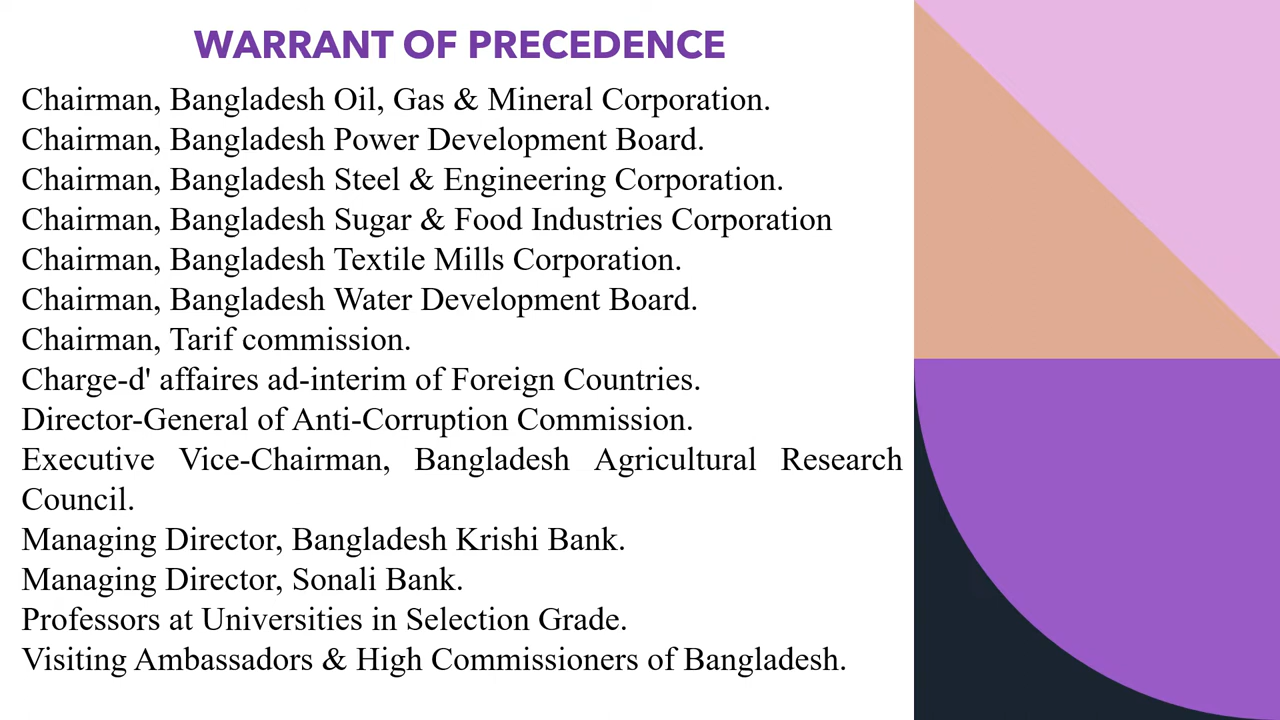 WARRANT OF PRECEDENCE
Chairman, Bangladesh Oil, Gas & Mineral Corporation.
Chairman, Bangladesh Power Development Board.
Chairman, Bangladesh Steel & Engineering Corporation.
Chairman, Bangladesh Sugar & Food Industries Corporation
Chairman, Bangladesh Textile Mills Corporation.
Chairman, Bangladesh Water Development Board.
Chairman, Tarif commission.
Charge-d' affaires ad-interim of Foreign Countries.
Director-General of Anti-Corruption Commission.
Executive Vice-Chairman, Bangladesh Agricultural Research
Council.
Managing Director, Bangladesh Krishi Bank.
Managing Director, Sonali Bank.
Professors at Universities in Selection Grade.
Visiting Ambassadors & High Commissioners of Bangladesh.